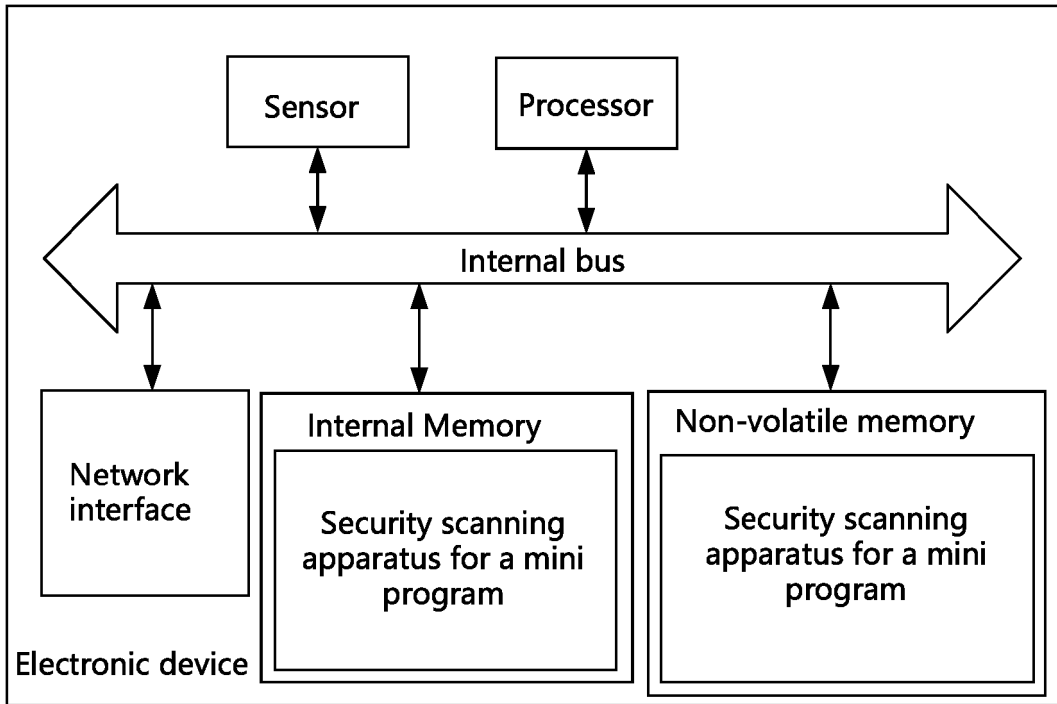 Sensor
Processor
Internal bus
Network
interface
Internal Memory
Security scanning
apparatus for a mini
program
Non-volatile memory
Security scanning
apparatus for a mini
program
Electronic device